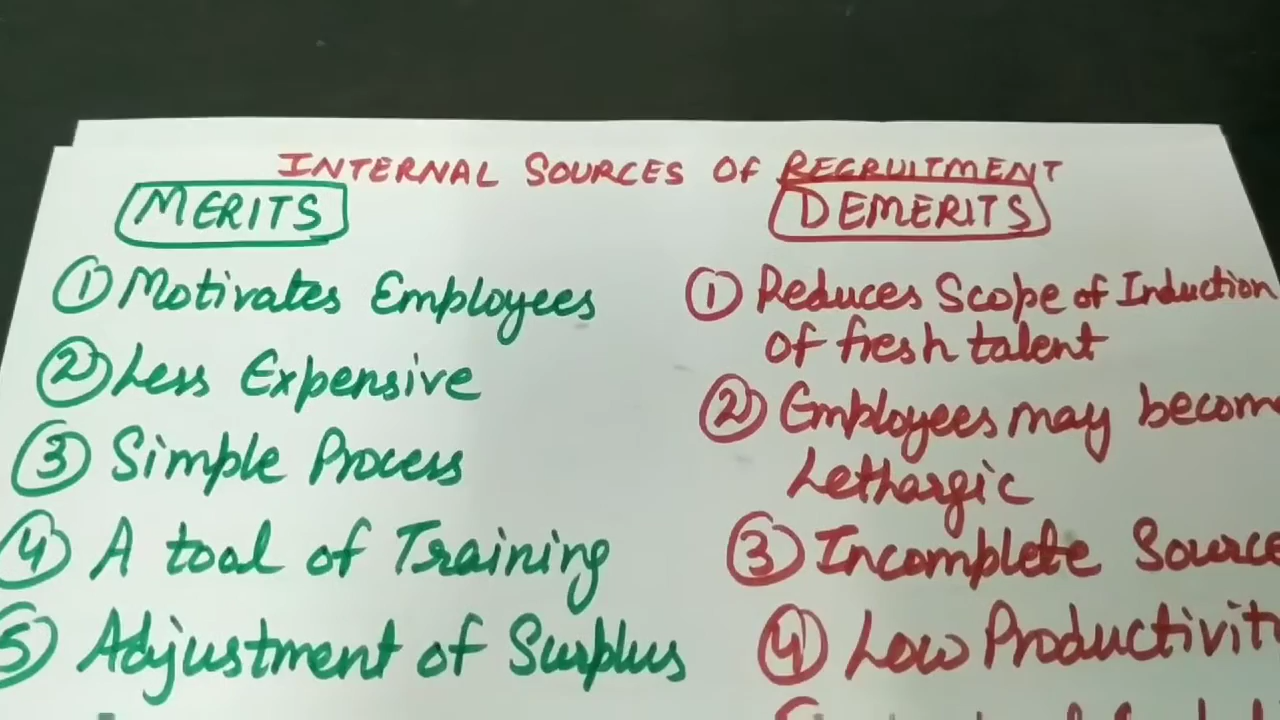 INTERNAL SOURCES OF RECRUITMENT
MERITS
① Motivates Employees
② Less Expensive
③ Simple Process
④ A tool of Training
⑤ Adjustment of Surplus
DEMERITS
① Reduces Scope of Induction
of fresh talent
② Employees may becom
Lethargic
③ Incomplete Source
④ Low Productivit